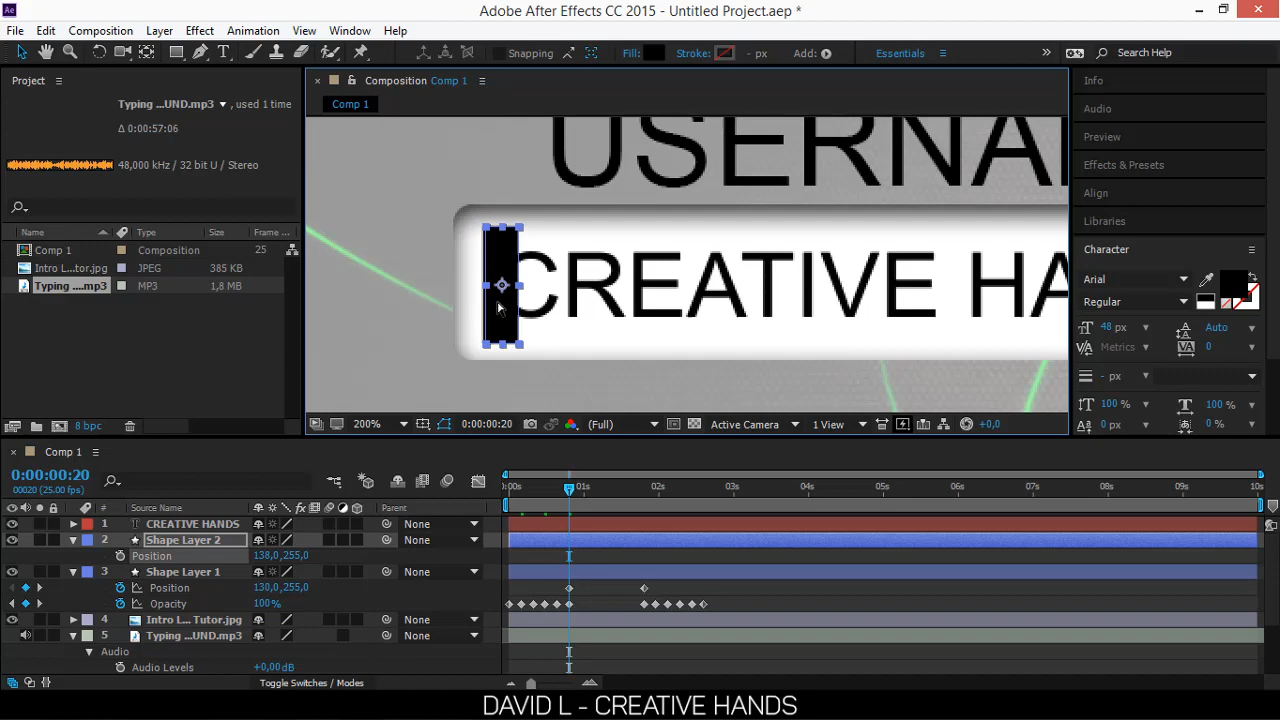 Adobe After Effects CC 2015 - Untitled Project.aep *
File Edit Composition Layer Effect Animation View Window Help
Snapping Fill: Stroke: - px Add: Essentials Search Help
Project
Typing ...UND.mp3 , used 1 time
Δ 0:00:57:06
48,000 kHz / 32 bit U / Stereo
Name Type Size Frame ...
Comp 1 Composition 25
Intro L...tor.jpg JPEG 385 KB
Typing ....mp3 MP3 1,8 MB
8 bpc
Composition Comp 1
Comp 1
USERNA
CREATIVE HA
200% 0:00:00:20 (Full) Active Camera 1 View +0,0
Info
Audio
Preview
Effects & Presets
Align
Libraries
Character
Arial
Regular
48 px Auto
Metrics 0
- px
100 % 100 %
0 px 0 %
Comp 1
0:00:00:20
00020 (25.00 fps)
:00s 01s 02s 03s 04s 05s 06s 07s 08s 09s 10s
# Source Name Parent
1 CREATIVE HANDS None
2 Shape Layer 2 None
Position 138,0,255,0
3 Shape Layer 1 None
Position 130,0,255,0
Opacity 100%
4 Intro L... Tutor.jpg None
5 Typing ...UND.mp3 None
Audio
Audio Levels +0,00dB
Toggle Switches / Modes
DAVID L - CREATIVE HANDS